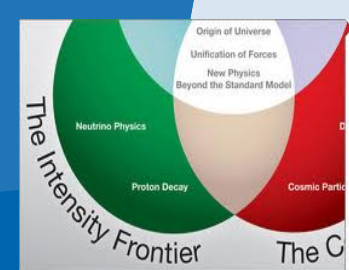 Origin of Universe
Unification of Forces
New Physics
Beyond the Standard Model
Neutrino Physics
Proton Decay
Cosmic Partic
D
The Intensity Frontier
The C